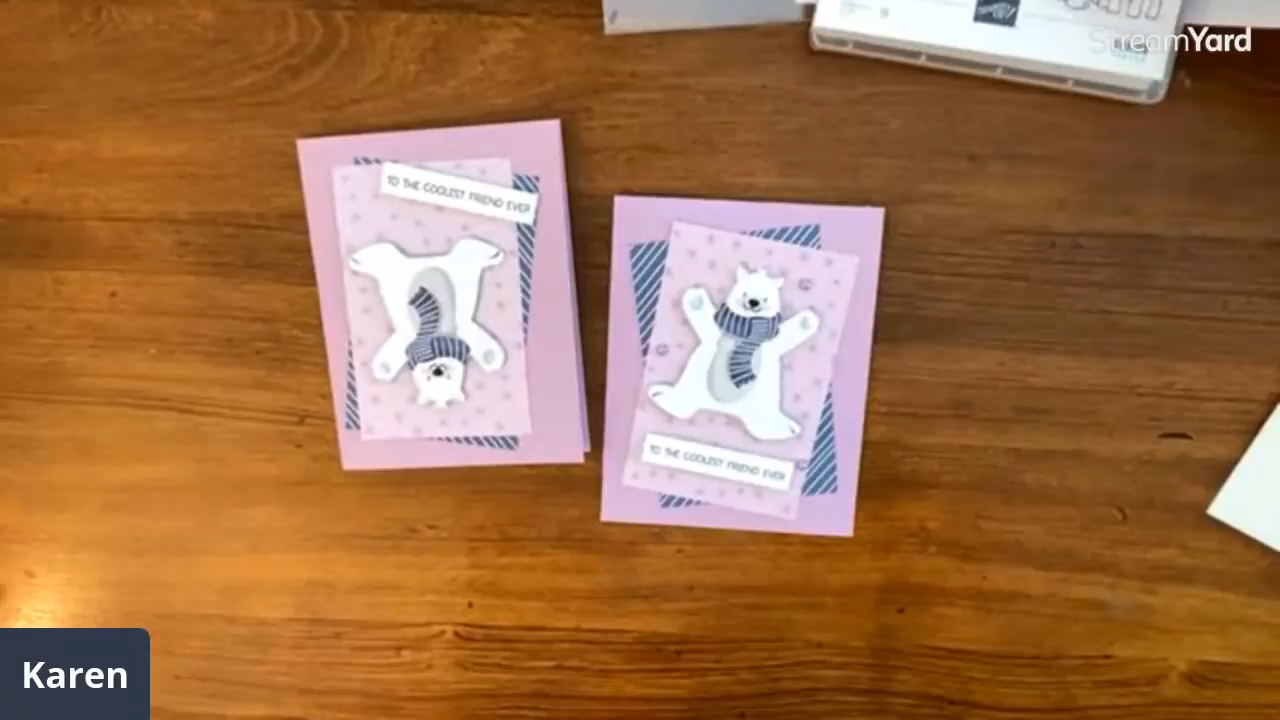 StreamYard
TO THE COOLEST FRIEND EVER
TO THE COOLEST FRIEND EVER
Karen